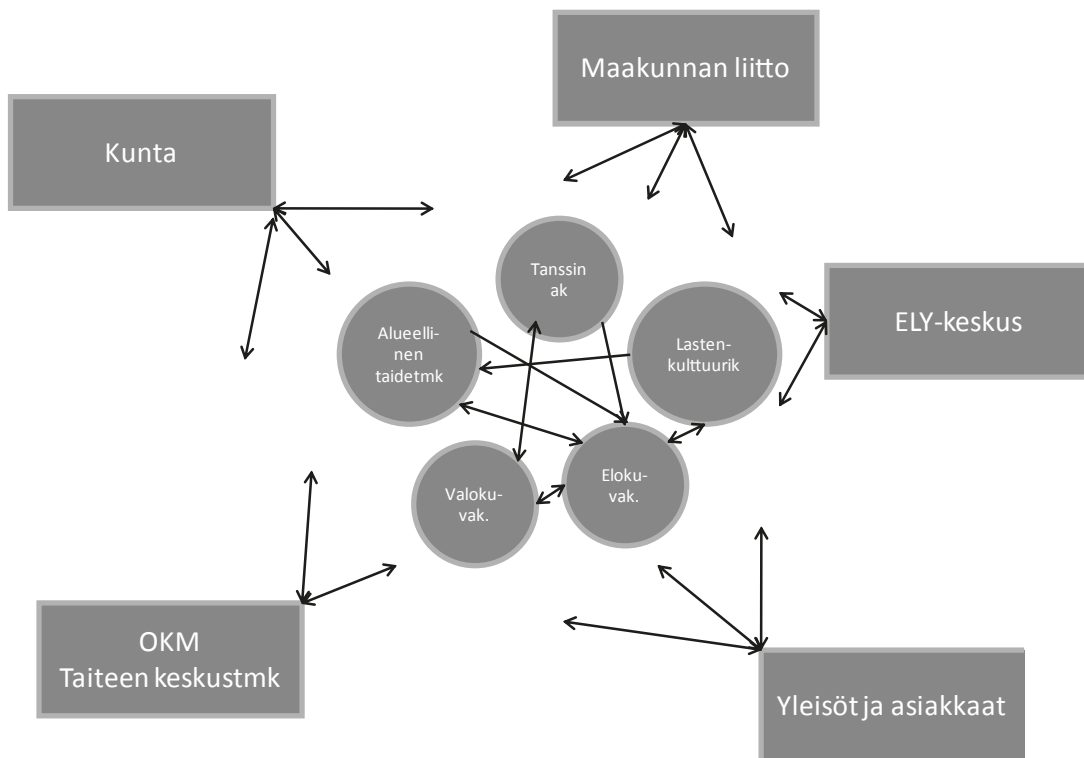 Maakunnan liitto
Kunta
Tanssin
ak
ELY-keskus
Alueelli-
nen
taidetmk
Lasten-
kulttuurik
Valoku-
vak.
Eloku-
vak.
OKM
Taiteen keskustmk
Yleisöt ja asiakkaat